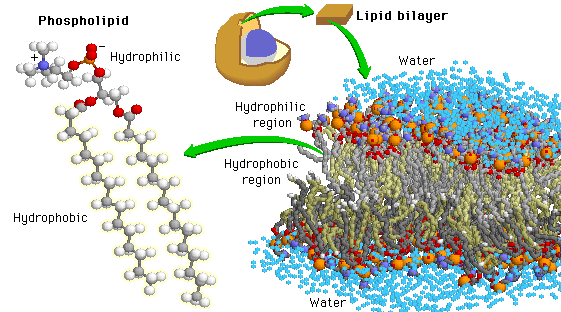 Phospholipid
Hydrophilic
+
−
Hydrophobic
Lipid bilayer
Water
Hydrophilic
region
Hydrophobic
region
Water